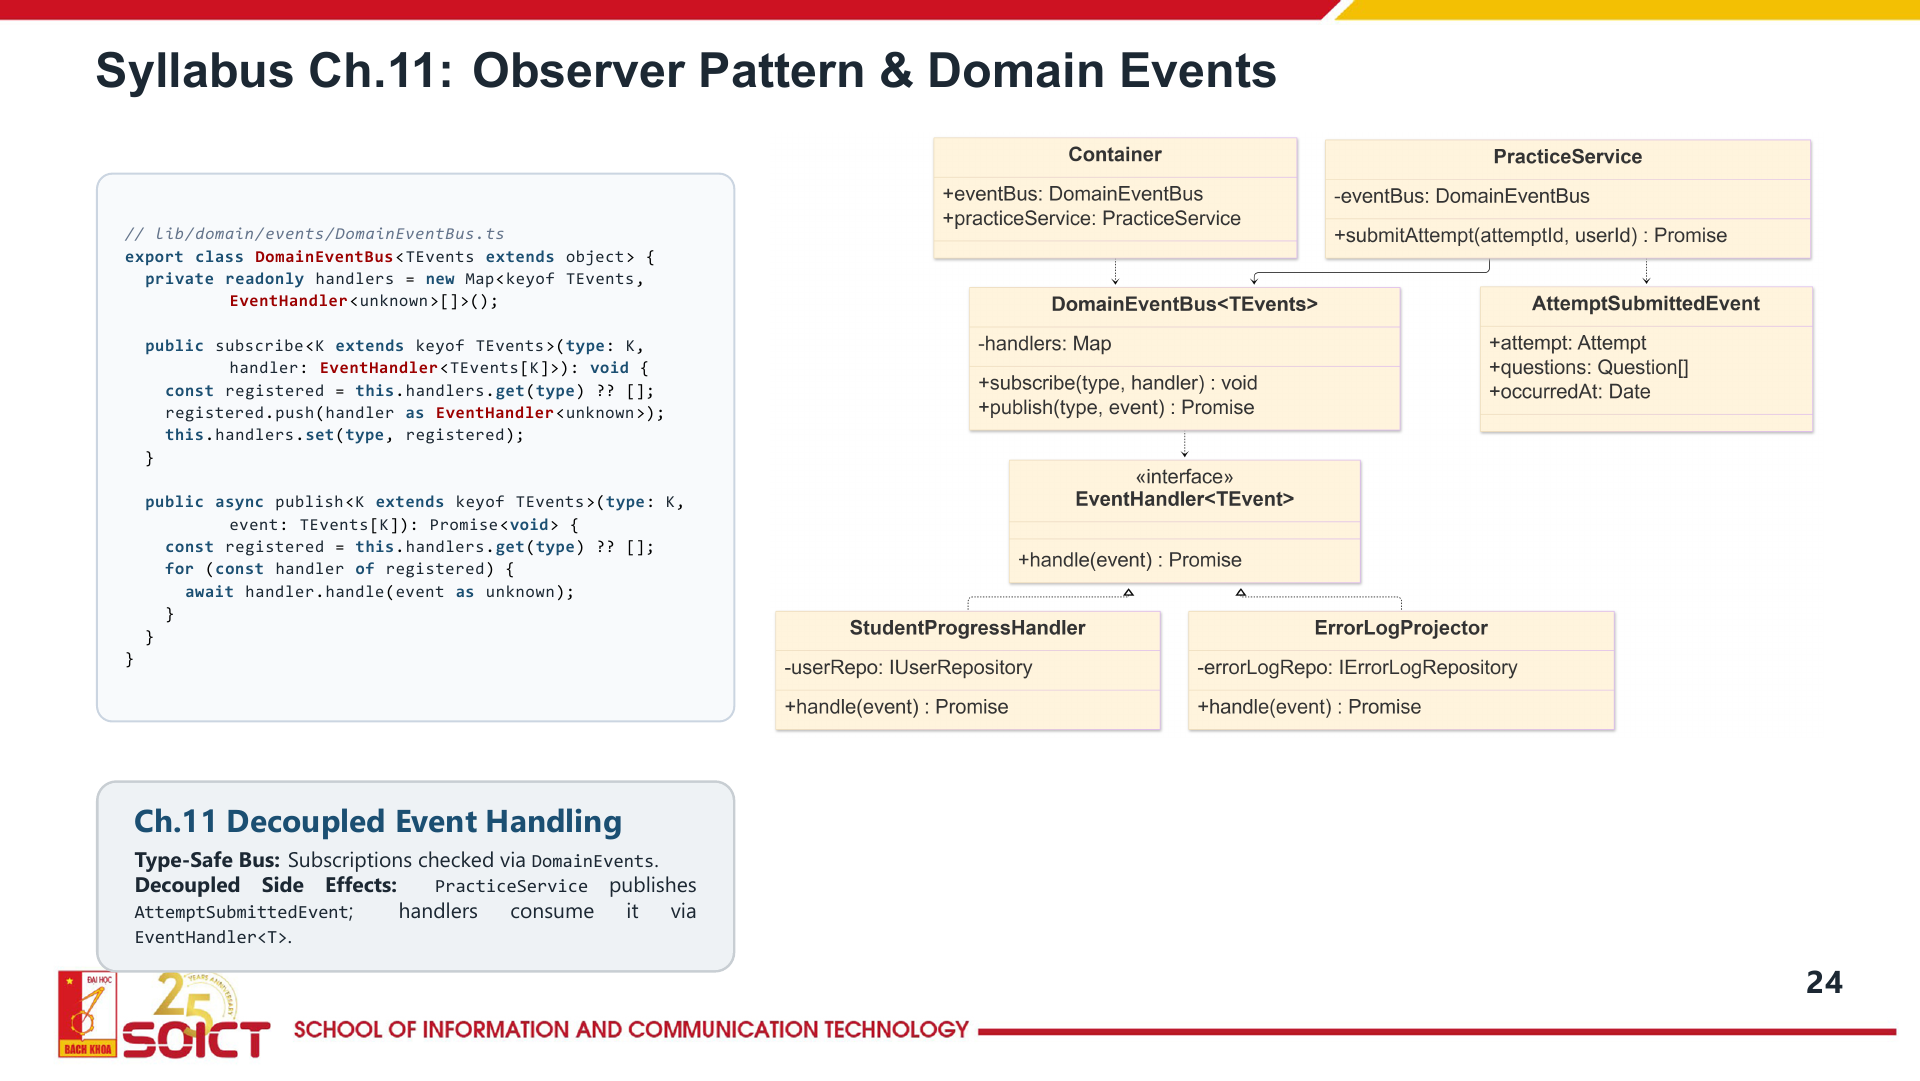 Syllabus Ch.11: Observer Pattern & Domain Events
// lib/domain/events/DomainEventBus.ts
export class DomainEventBus<TEvents extends object> {
private readonly handlers = new Map<keyof TEvents,
EventHandler<unknown>[]>();
public subscribe<K extends keyof TEvents>(type: K,
handler: EventHandler<TEvents[K]>): void {
const registered = this.handlers.get(type) ?? [];
registered.push(handler as EventHandler<unknown>);
this.handlers.set(type, registered);
}
public async publish<K extends keyof TEvents>(type: K,
event: TEvents[K]): Promise<void> {
const registered = this.handlers.get(type) ?? [];
for (const handler of registered) {
await handler.handle(event as unknown);
}
}
}
Ch.11 Decoupled Event Handling
Type-Safe Bus: Subscriptions checked via DomainEvents.
Decoupled Side Effects: PracticeService publishes
AttemptSubmittedEvent; handlers consume it via
EventHandler<T>.
Container
+eventBus: DomainEventBus
+practiceService: PracticeService
PracticeService
-eventBus: DomainEventBus
+submitAttempt(attemptId, userId) : Promise
DomainEventBus<TEvents>
-handlers: Map
+subscribe(type, handler) : void
+publish(type, event) : Promise
AttemptSubmittedEvent
+attempt: Attempt
+questions: Question[]
+occurredAt: Date
«interface»
EventHandler<TEvent>
+handle(event) : Promise
StudentProgressHandler
-userRepo: IUserRepository
+handle(event) : Promise
ErrorLogProjector
-errorLogRepo: IErrorLogRepository
+handle(event) : Promise
24
ĐẠI HỌC
BÁCH KHOA
25
YEARS ANNIVERSARY
SOICT
SCHOOL OF INFORMATION AND COMMUNICATION TECHNOLOGY